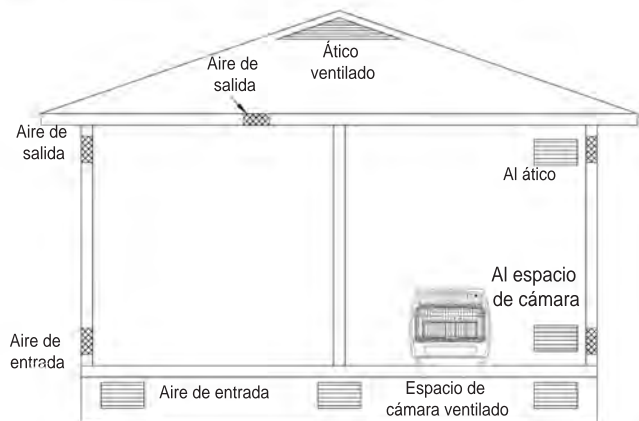 Ático
ventilado
Aire de
salida
Aire de
salida
Al ático
Al espacio
de cámara
Aire de
entrada
Aire de entrada
Espacio de
cámara ventilado